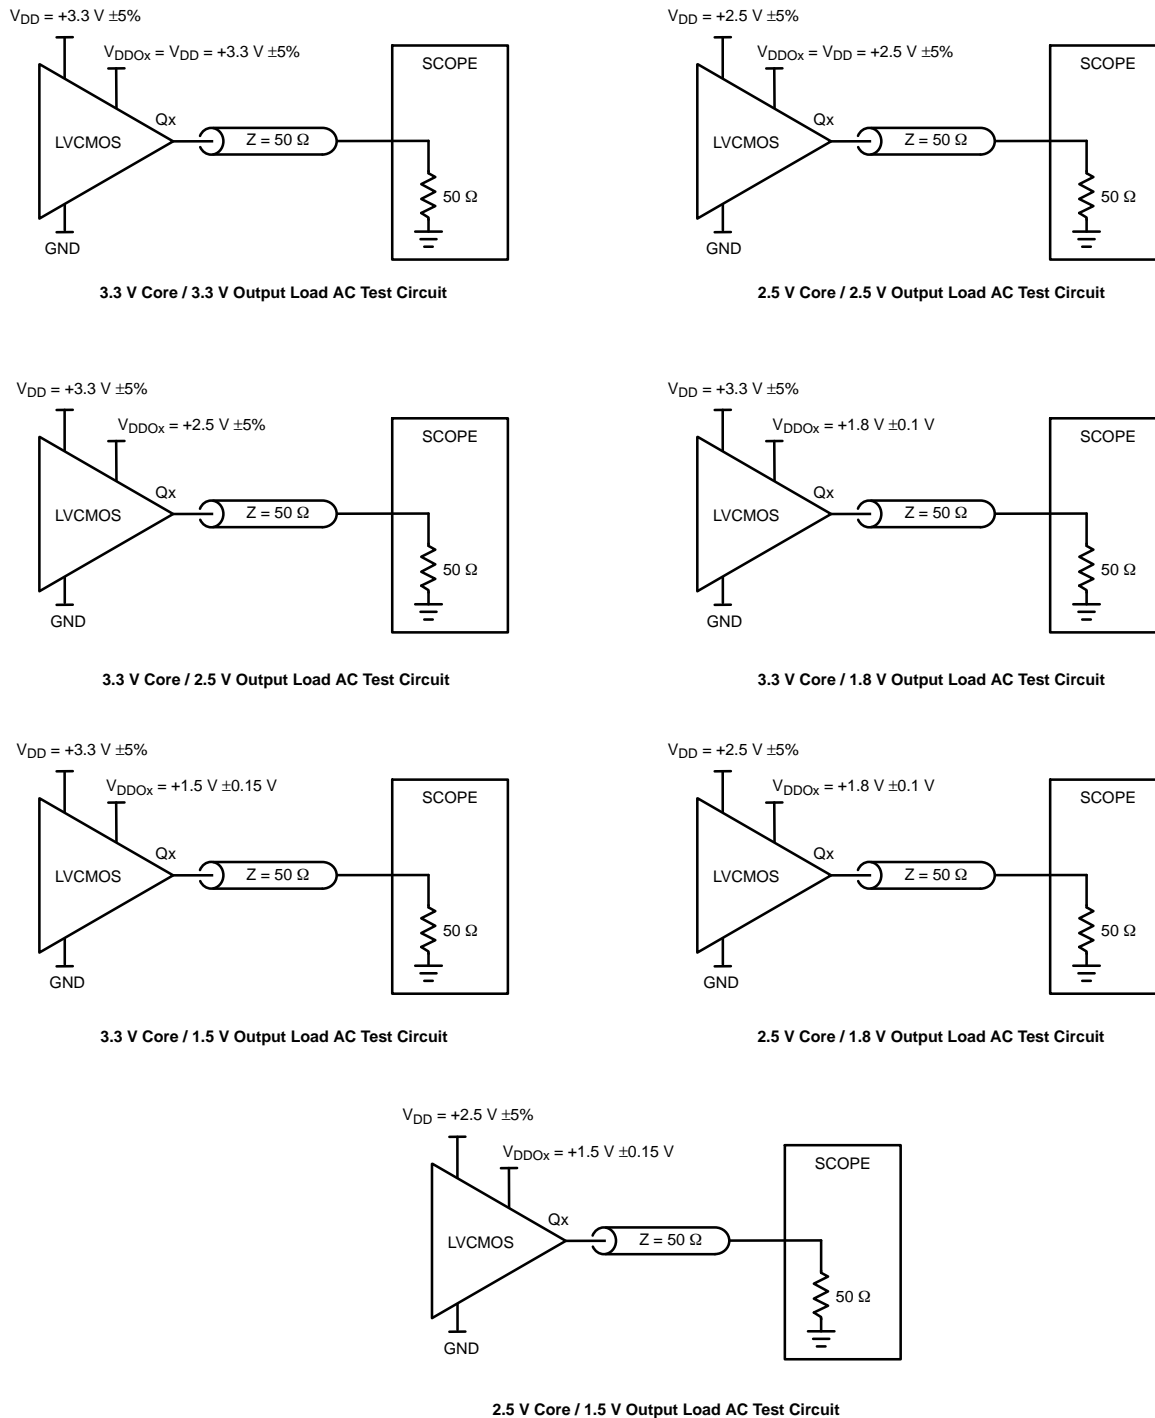 VDD = +3.3 V ±5%
VDDOx = VDD = +3.3 V ±5%
SCOPE
Qx
LVCMOS
Z = 50 Ω
50 Ω
GND
3.3 V Core / 3.3 V Output Load AC Test Circuit
VDD = +2.5 V ±5%
VDDOx = VDD = +2.5 V ±5%
SCOPE
Qx
LVCMOS
Z = 50 Ω
50 Ω
GND
2.5 V Core / 2.5 V Output Load AC Test Circuit
VDD = +3.3 V ±5%
VDDOx = +2.5 V ±5%
SCOPE
Qx
LVCMOS
Z = 50 Ω
50 Ω
GND
3.3 V Core / 2.5 V Output Load AC Test Circuit
VDD = +3.3 V ±5%
VDDOx = +1.8 V ±0.1 V
SCOPE
Qx
LVCMOS
Z = 50 Ω
50 Ω
GND
3.3 V Core / 1.8 V Output Load AC Test Circuit
VDD = +3.3 V ±5%
VDDOx = +1.5 V ±0.15 V
SCOPE
Qx
LVCMOS
Z = 50 Ω
50 Ω
GND
3.3 V Core / 1.5 V Output Load AC Test Circuit
VDD = +2.5 V ±5%
VDDOx = +1.8 V ±0.1 V
SCOPE
Qx
LVCMOS
Z = 50 Ω
50 Ω
GND
2.5 V Core / 1.8 V Output Load AC Test Circuit
VDD = +2.5 V ±5%
VDDOx = +1.5 V ±0.15 V
SCOPE
Qx
LVCMOS
Z = 50 Ω
50 Ω
GND
2.5 V Core / 1.5 V Output Load AC Test Circuit